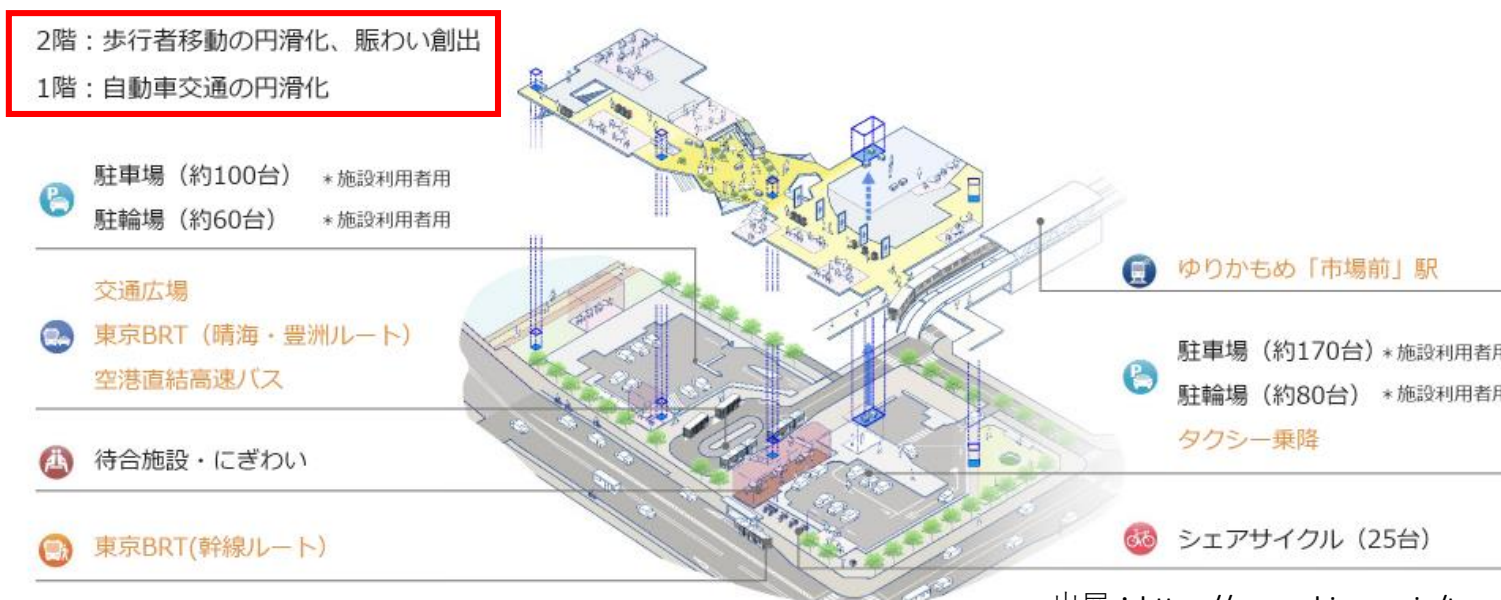 2階：歩行者移動の円滑化、賑わい創出
1階：自動車交通の円滑化
駐車場（約100台） ＊施設利用者用
駐輪場（約60台） ＊施設利用者用
交通広場
東京BRT（晴海・豊洲ルート）
空港直結高速バス
待合施設・にぎわい
東京BRT(幹線ルート）
ゆりかもめ「市場前」駅
駐車場（約170台）＊施設利用者用
駐輪場（約80台） ＊施設利用者用
タクシー乗降
シェアサイクル（25台）